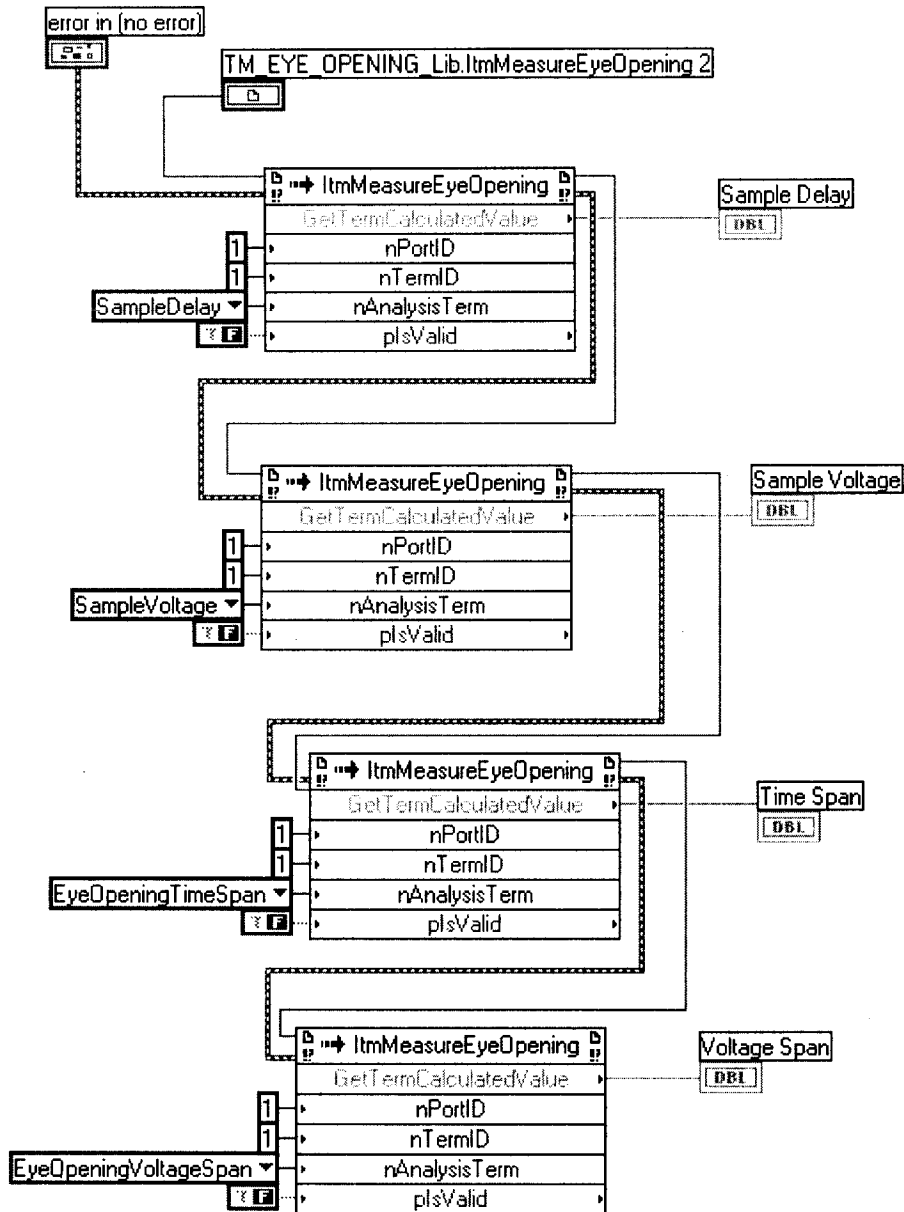 error in (no error)
TM_EYE_OPENING_Lib.ItmMeasureEyeOpening 2
ItmMeasureEyeOpening
GetTermCalculatedValue
Sample Delay
DBL
1
nPortID
1
nTermID
SampleDelay
nAnalysisTerm
F
pIsValid
ItmMeasureEyeOpening
GetTermCalculatedValue
Sample Voltage
DBL
1
nPortID
1
nTermID
SampleVoltage
nAnalysisTerm
F
pIsValid
ItmMeasureEyeOpening
GetTermCalculatedValue
Time Span
DBL
1
nPortID
1
nTermID
EyeOpeningTimeSpan
nAnalysisTerm
F
pIsValid
ItmMeasureEyeOpening
GetTermCalculatedValue
Voltage Span
DBL
1
nPortID
1
nTermID
EyeOpeningVoltageSpan
nAnalysisTerm
F
pIsValid